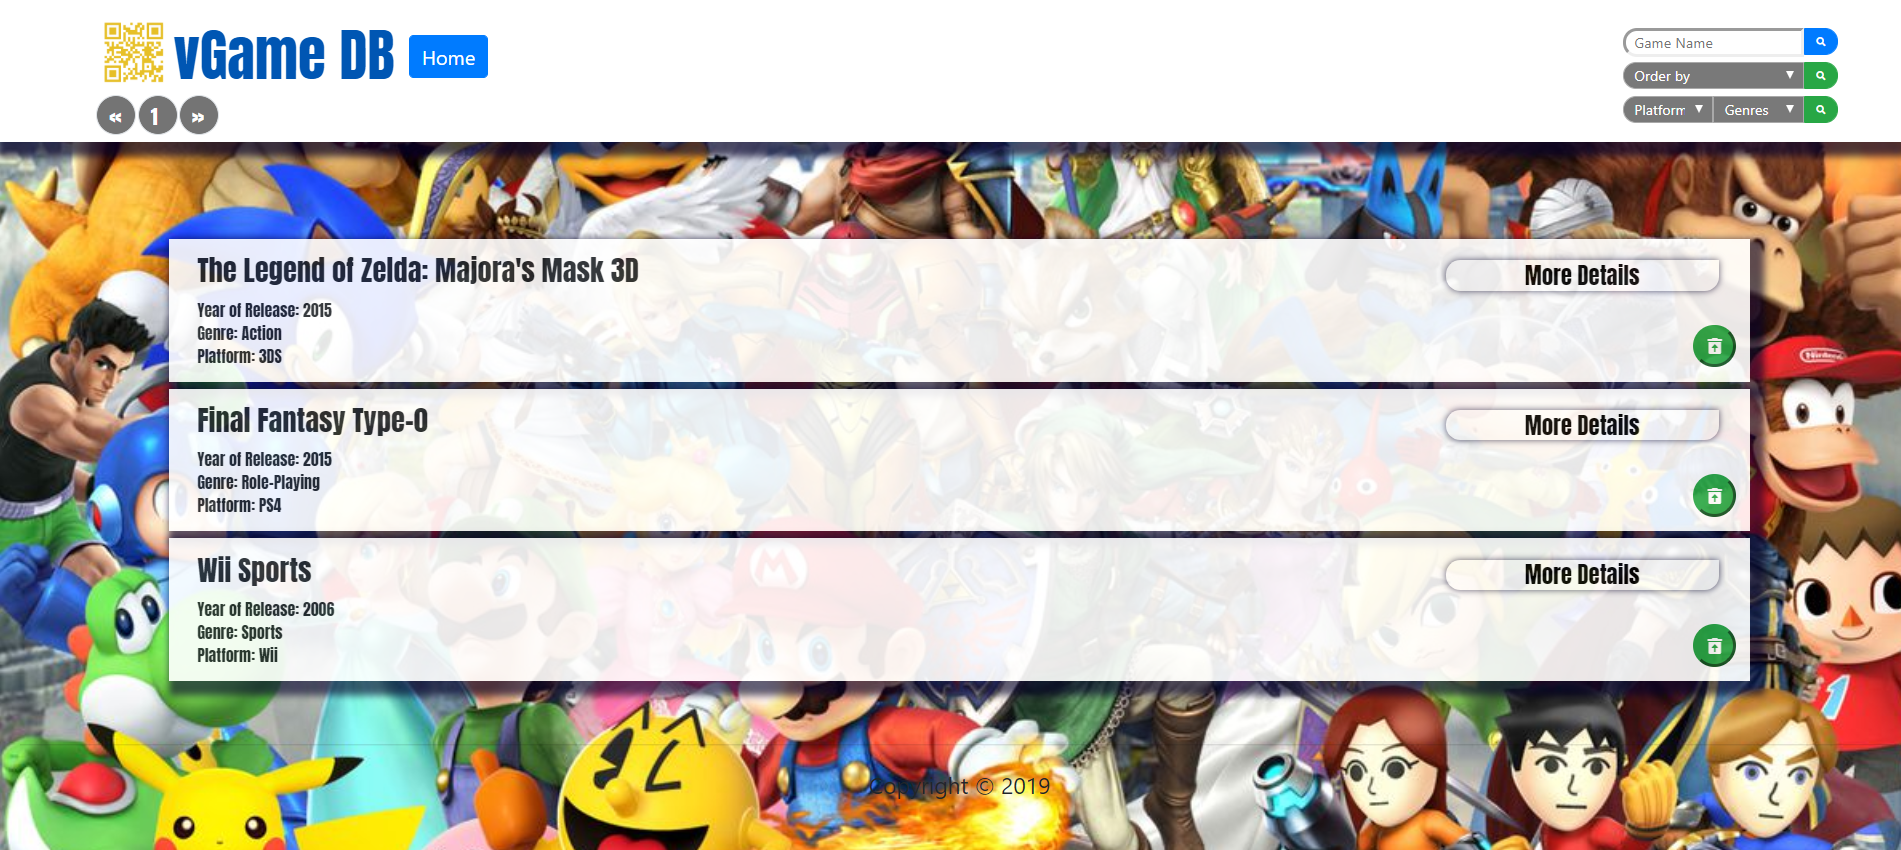 vGame DB
Home
« 1 »
Game Name
Order by
Platform Genres
The Legend of Zelda: Majora's Mask 3D
More Details
Year of Release: 2015
Genre: Action
Platform: 3DS
Final Fantasy Type-0
More Details
Year of Release: 2015
Genre: Role-Playing
Platform: PS4
Wii Sports
More Details
Year of Release: 2006
Genre: Sports
Platform: Wii
Nintendo
M
1
Copyright © 2019